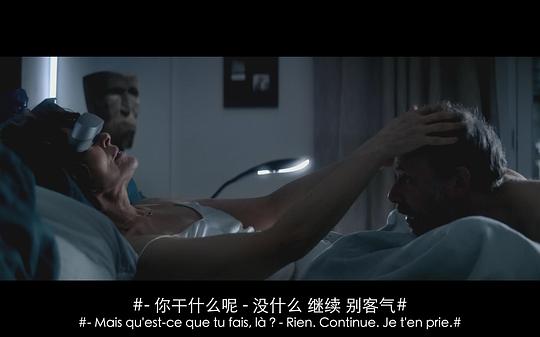 #- 你干什么呢 - 没什么 继续 别客气#
#- Mais qu'est-ce que tu fais, là ? - Rien. Continue. Je t'en prie.#